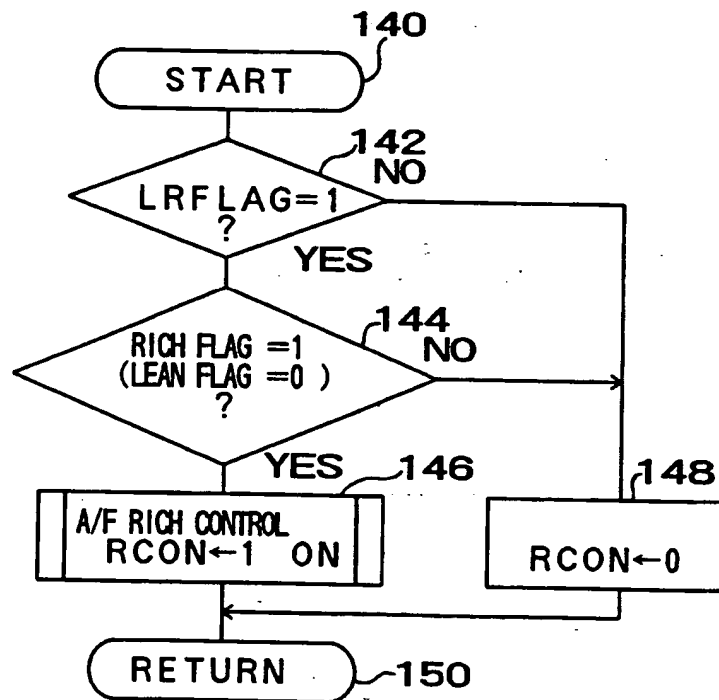 140
START
142
NO
LRFLAG=1
?
YES
144
RICH FLAG =1
NO
(LEAN FLAG =0 )
?
YES
146
148
A/F RICH CONTROL
RCON←1 ON
RCON←0
RETURN
150